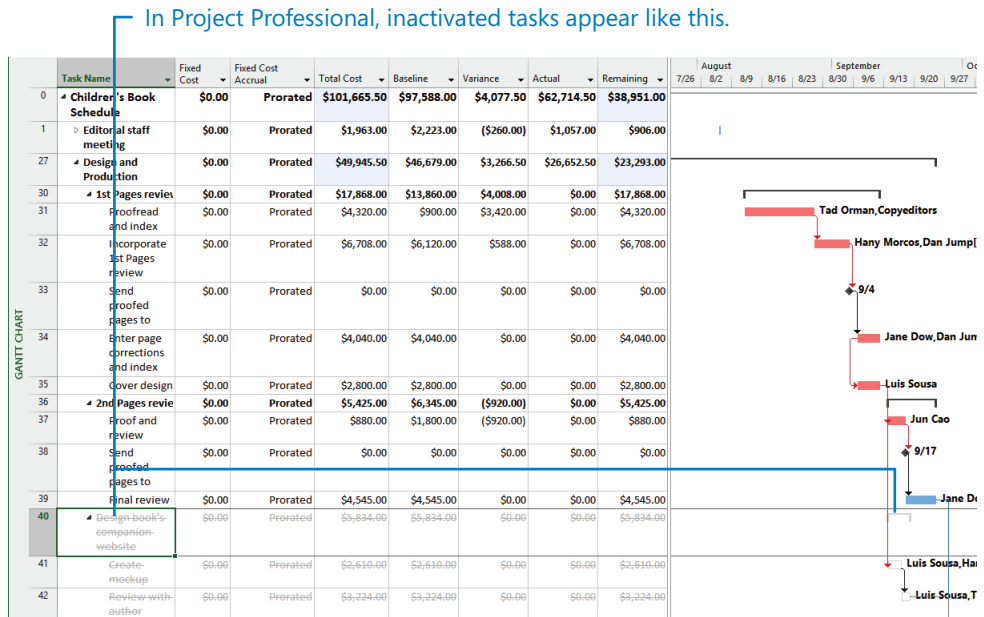 In Project Professional, inactivated tasks appear like this.
Task Name Fixed Cost Fixed Cost Accrual Total Cost Baseline Variance Actual Remaining
August September
7/26 8/2 8/9 8/16 8/23 8/30 9/6 9/13 9/20 9/27
0 Children's Book Schedule $0.00 Prorated $101,665.50 $97,588.00 $4,077.50 $62,714.50 $38,951.00
1 Editorial staff meeting $0.00 Prorated $1,963.00 $2,223.00 ($260.00) $1,057.00 $906.00
27 Design and Production $0.00 Prorated $49,945.50 $46,679.00 $3,266.50 $26,652.50 $23,293.00
30 1st Pages review $0.00 Prorated $17,868.00 $13,860.00 $4,008.00 $0.00 $17,868.00
31 Proofread and index $0.00 Prorated $4,320.00 $900.00 $3,420.00 $0.00 $4,320.00 Tad Orman,Copyeditors
32 Incorporate 1st Pages review $0.00 Prorated $6,708.00 $6,120.00 $588.00 $0.00 $6,708.00 Hany Morcos,Dan Jump[
33 Send proofed pages to $0.00 Prorated $0.00 $0.00 $0.00 $0.00 $0.00 9/4
34 Enter page corrections and index $0.00 Prorated $4,040.00 $4,040.00 $0.00 $0.00 $4,040.00 Jane Dow,Dan Jum
35 Cover design $0.00 Prorated $2,800.00 $2,800.00 $0.00 $0.00 $2,800.00 Luis Sousa
36 2nd Pages revie $0.00 Prorated $5,425.00 $6,345.00 ($920.00) $0.00 $5,425.00
37 Proof and review $0.00 Prorated $880.00 $1,800.00 ($920.00) $0.00 $880.00 Jun Cao
38 Send proofed pages to $0.00 Prorated $0.00 $0.00 $0.00 $0.00 $0.00 9/17
39 Final review $0.00 Prorated $4,545.00 $4,545.00 $0.00 $0.00 $4,545.00 Jane Do
40 Design book's companion website $0.00 Prorated $5,834.00 $5,834.00 $0.00 $0.00 $5,834.00
41 Create mockup $0.00 Prorated $2,610.00 $2,610.00 $0.00 $0.00 $2,610.00 Luis Sousa,Har
42 Review with author $0.00 Prorated $3,224.00 $3,224.00 $0.00 $0.00 $3,224.00 Luis Sousa,T
GANTT CHART